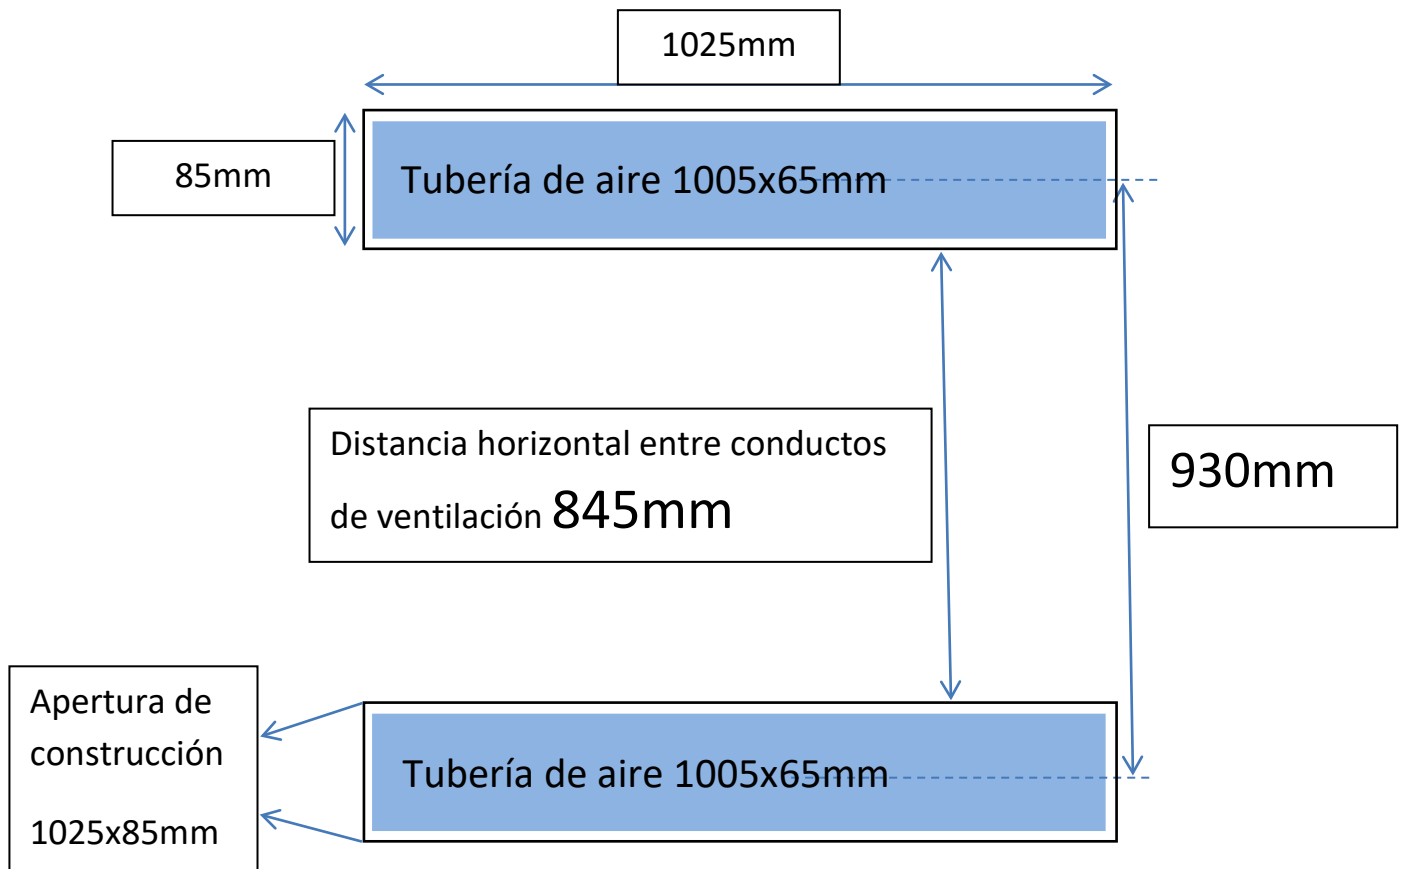 1025mm
85mm
Tubería de aire 1005x65mm
Distancia horizontal entre conductos
de ventilación 845mm
930mm
Apertura de
construcción
1025x85mm
Tubería de aire 1005x65mm